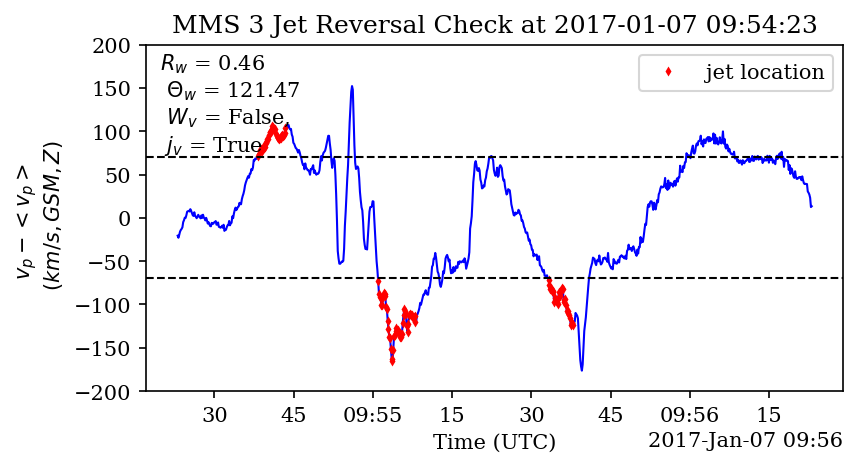 MMS 3 Jet Reversal Check at 2017-01-07 09:54:23
R_w = 0.46
Θ_w = 121.47
W_v = False,
j_v = True
jet location
v_p − < v_p >
(km/s, GSM, Z)
200
150
100
50
0
−50
−100
−150
−200
30
45
09:55
15
30
45
09:56
15
Time (UTC)
2017-Jan-07 09:56